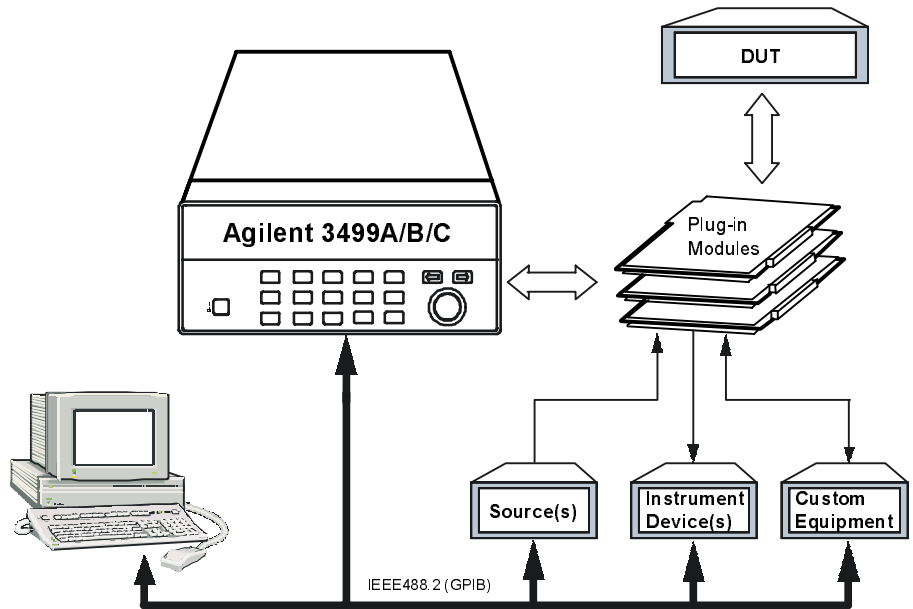 DUT
Agilent 3499A/B/C
Plug-in
Modules
Source(s)
Instrument
Device(s)
Custom
Equipment
IEEE488.2 (GPIB)